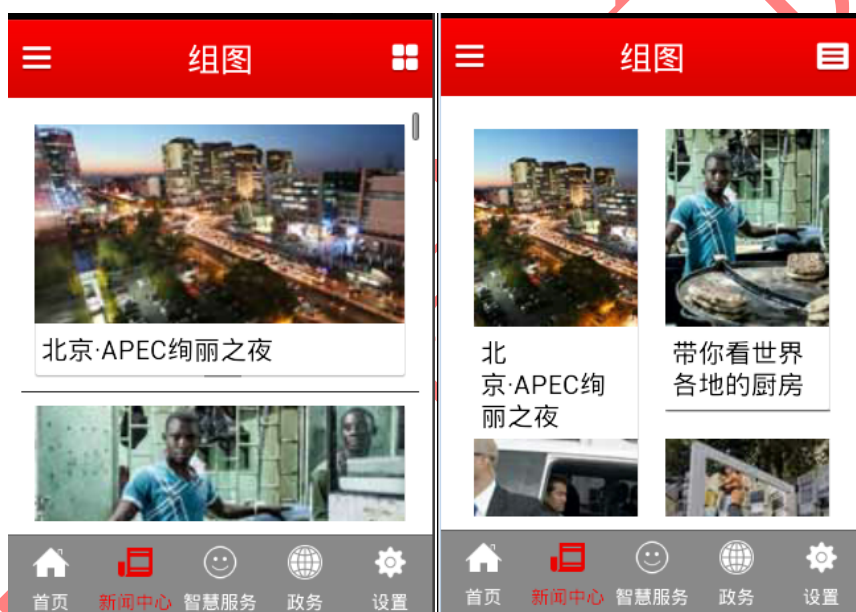 组图
北京·APEC绚丽之夜
首页
新闻中心
智慧服务
政务
设置
组图
北
京·APEC绚
丽之夜
带你看世界
各地的厨房
首页
新闻中心
智慧服务
政务
设置